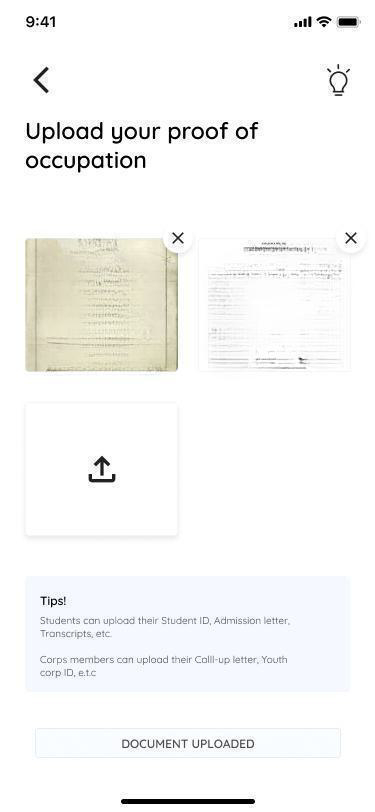 9:41
Upload your proof of
occupation
Tips!
Students can upload their Student ID, Admission letter,
Transcripts, etc.
Corps members can upload their Calll-up letter, Youth
corp ID, e.t.c
DOCUMENT UPLOADED